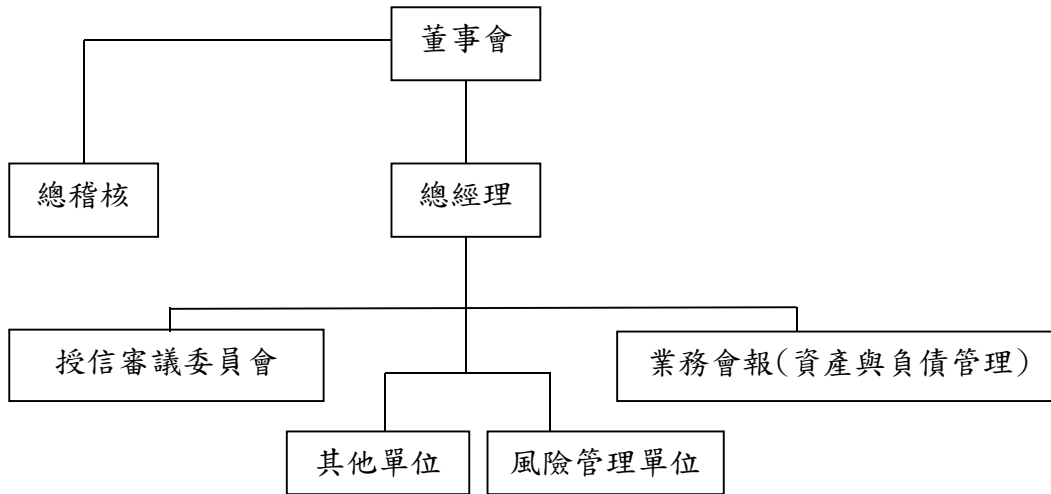 董事會
總稽核
總經理
授信審議委員會
業務會報(資產與負債管理)
其他單位
風險管理單位